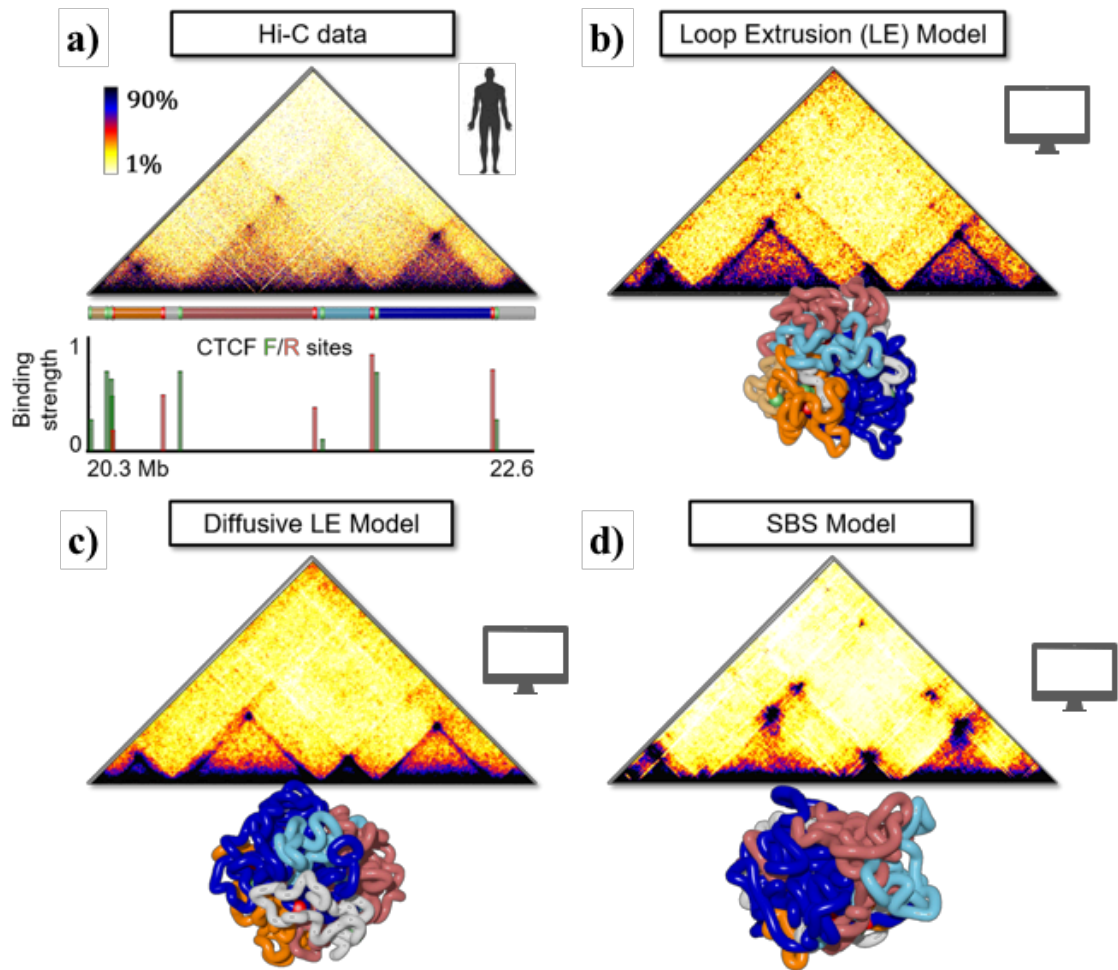 a)
Hi-C data
90%
1%
CTCF F/R sites
Binding
strength
1
0
20.3 Mb
22.6
b)
Loop Extrusion (LE) Model
c)
Diffusive LE Model
d)
SBS Model